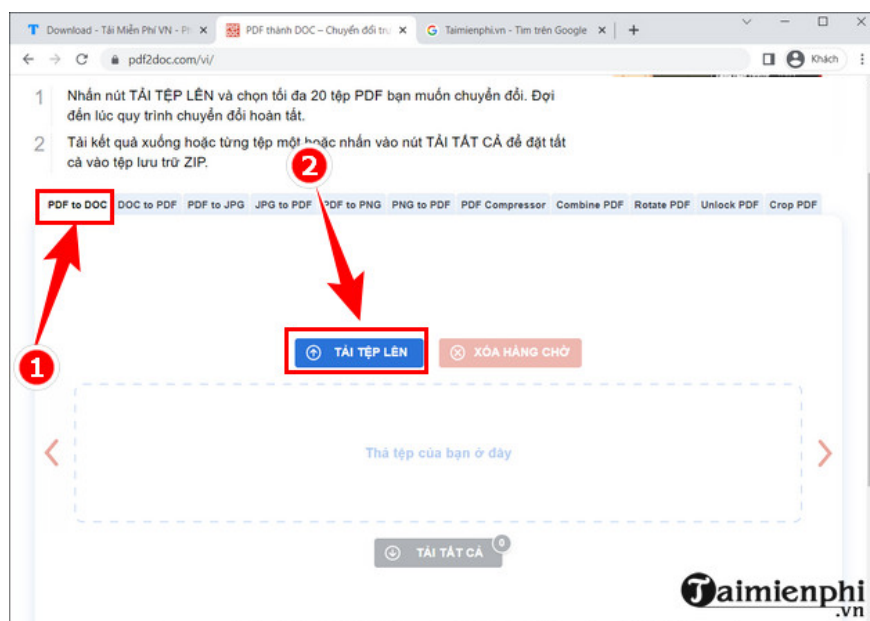 Download - Tải Miễn Phí VN - Ph
PDF thành DOC – Chuyển đổi trự
Taimienphi.vn - Tìm trên Google
pdf2doc.com/vi/
Khách
1 Nhấn nút TẢI TỆP LÊN và chọn tối đa 20 tệp PDF bạn muốn chuyển đổi. Đợi
đến lúc quy trình chuyển đổi hoàn tất.
2 Tải kết quả xuống hoặc từng tệp một hoặc nhấn vào nút TẢI TẤT CẢ để đặt tất
cả vào tệp lưu trữ ZIP.
2
PDF to DOC DOC to PDF PDF to JPG JPG to PDF PDF to PNG PNG to PDF PDF Compressor Combine PDF Rotate PDF Unlock PDF Crop PDF
TẢI TỆP LÊN XÓA HÀNG CHỜ
1
Thả tệp của bạn ở đây
TẢI TẤT CẢ 0
Taimienphi
.vn